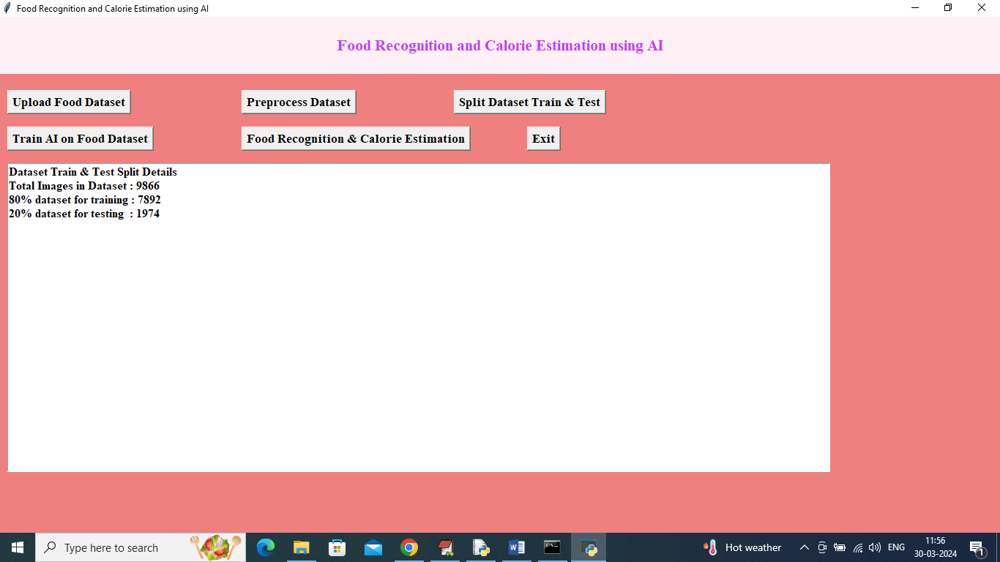 Food Recognition and Calorie Estimation using AI
Food Recognition and Calorie Estimation using AI
Upload Food Dataset
Preprocess Dataset
Split Dataset Train & Test
Train AI on Food Dataset
Food Recognition & Calorie Estimation
Exit
Dataset Train & Test Split Details
Total Images in Dataset : 9866
80% dataset for training : 7892
20% dataset for testing  : 1974
Type here to search
Hot weather
ENG
11:56
30-03-2024
1